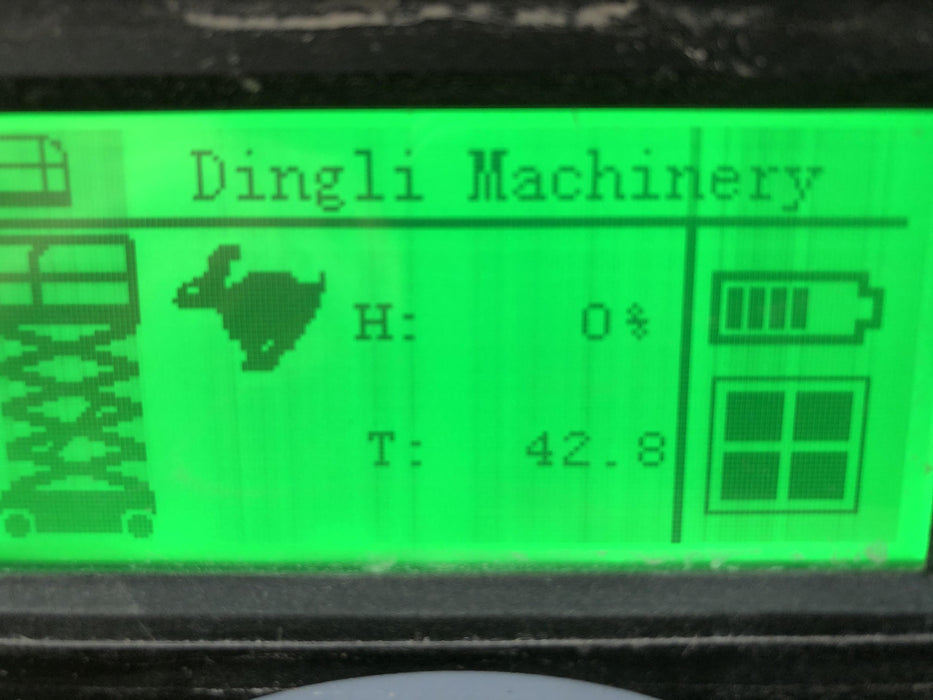 Dingli Machinery
H: 0%
T: 42.8